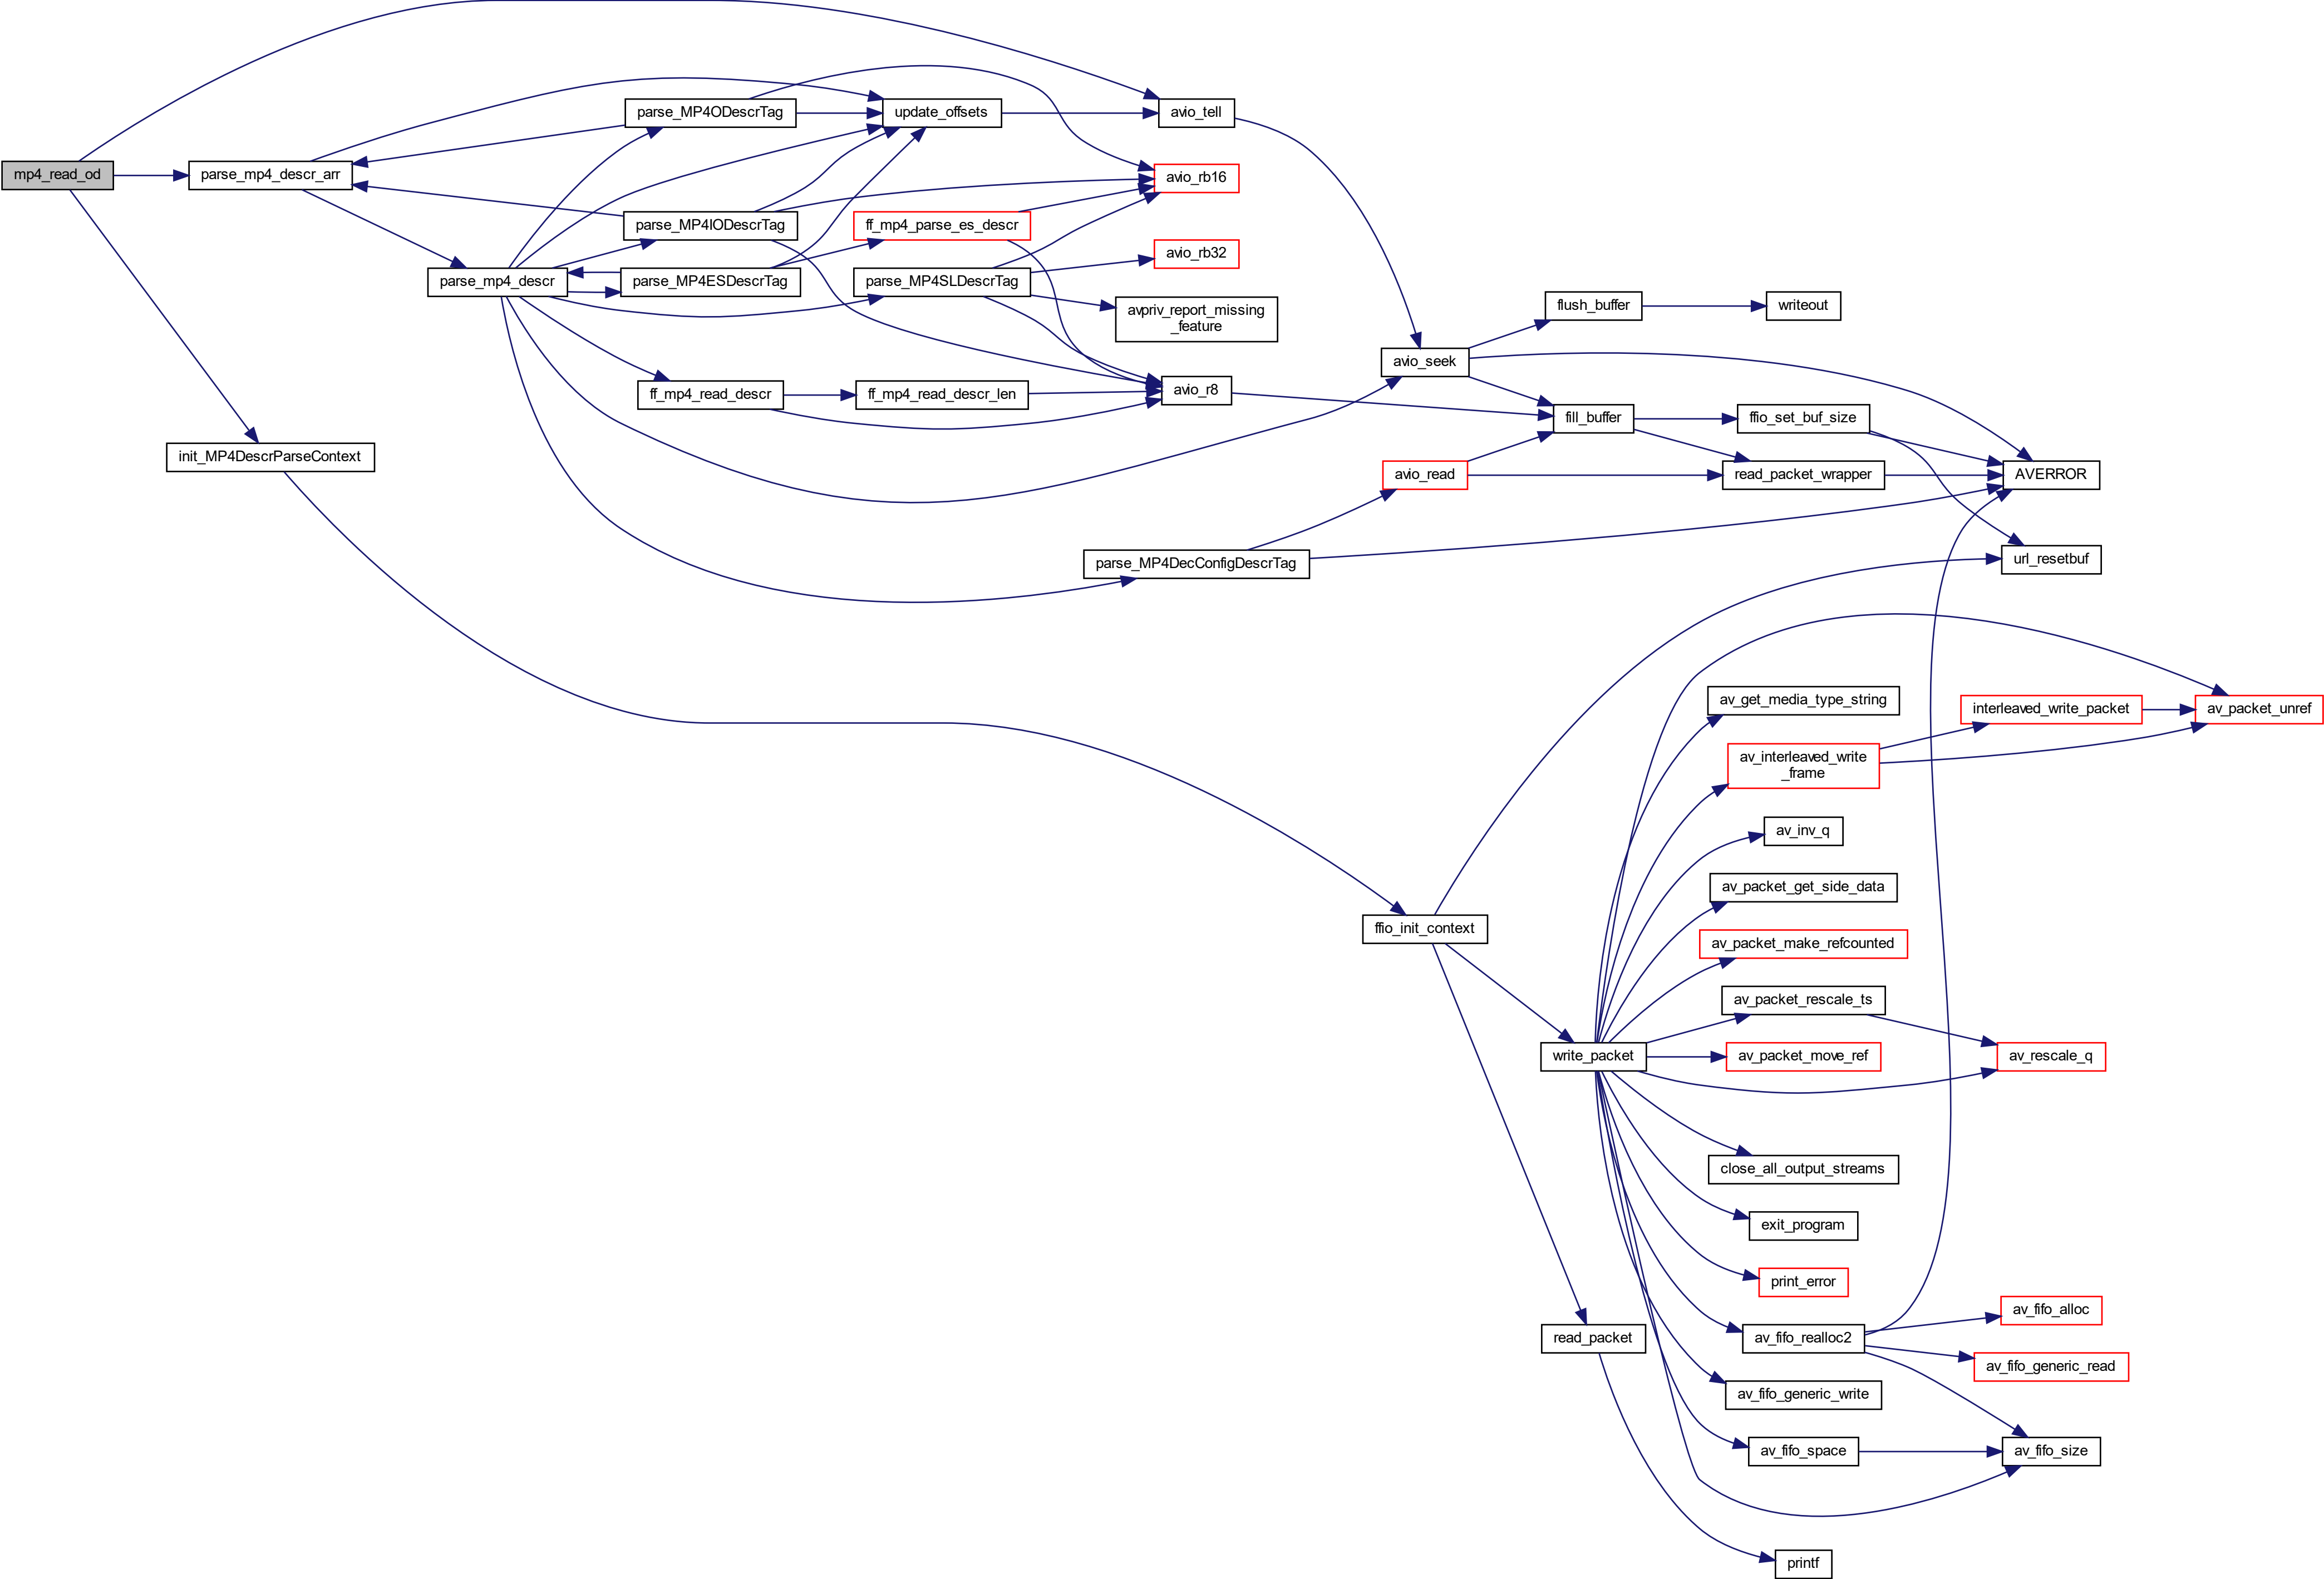 mp4_read_od
parse_mp4_descr_arr
init_MP4DescrParseContext
parse_mp4_descr
parse_MP4ODescrTag
parse_MP4IODescrTag
parse_MP4ESDescrTag
ff_mp4_read_descr
update_offsets
ff_mp4_parse_es_descr
parse_MP4SLDescrTag
ff_mp4_read_descr_len
parse_MP4DecConfigDescrTag
avio_tell
avio_rb16
avio_rb32
avpriv_report_missing
_feature
avio_r8
avio_seek
avio_read
flush_buffer
writeout
fill_buffer
ffio_set_buf_size
read_packet_wrapper
AVERROR
url_resetbuf
ffio_init_context
write_packet
read_packet
av_get_media_type_string
av_interleaved_write
_frame
interleaved_write_packet
av_packet_unref
av_inv_q
av_packet_get_side_data
av_packet_make_refcounted
av_packet_rescale_ts
av_packet_move_ref
av_rescale_q
close_all_output_streams
exit_program
print_error
av_fifo_realloc2
av_fifo_alloc
av_fifo_generic_read
av_fifo_generic_write
av_fifo_space
av_fifo_size
printf